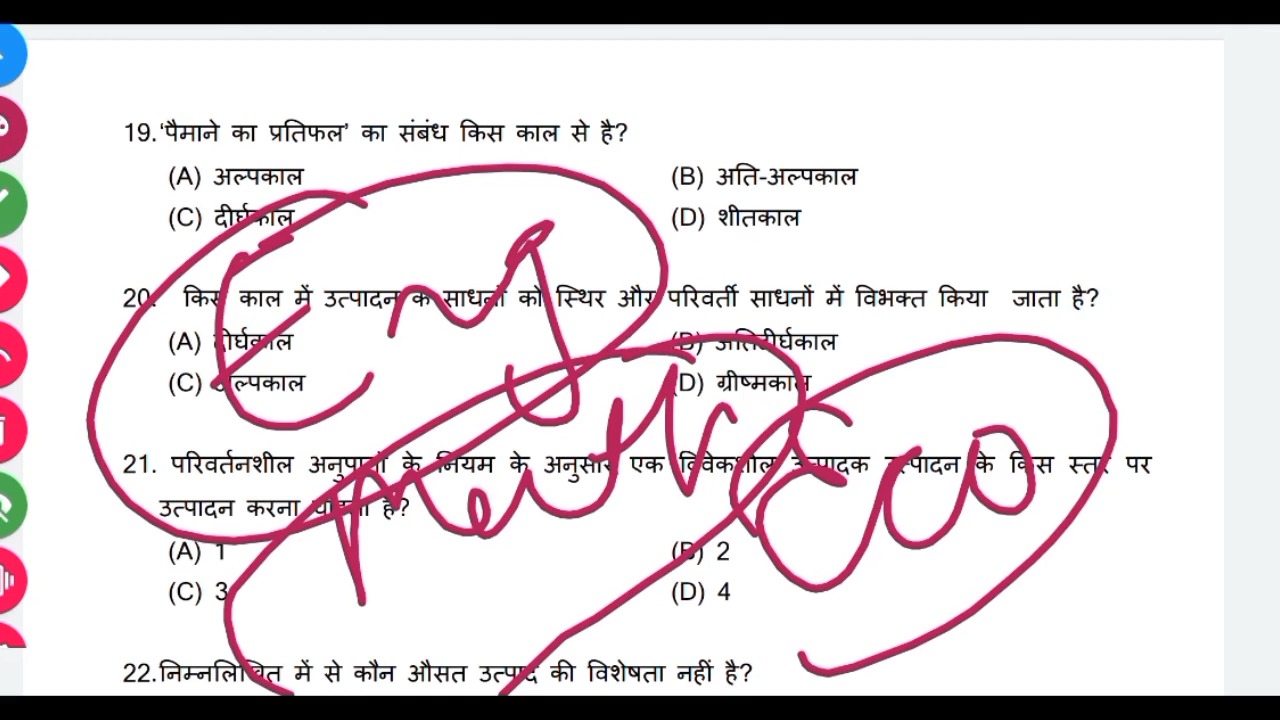 19.‘पैमाने का प्रतिफल’ का संबंध किस काल से है?
(A) अल्पकाल (B) अति-अल्पकाल
(C) दीर्घकाल (D) शीतकाल
20. किस काल में उत्पादन के साधनों को स्थिर और परिवर्ती साधनों में विभक्त किया जाता है?
(A) दीर्घकाल (B) अतिदीर्घकाल
(C) अल्पकाल (D) ग्रीष्मकाल
21. परिवर्तनशील अनुपातों के नियम के अनुसार एक विवेकशील उत्पादक उत्पादन के किस स्तर पर
उत्पादन करना चाहता है?
(A) 1 (B) 2
(C) 3 (D) 4
22.निम्नलिखित में से कौन औसत उत्पाद की विशेषता नहीं है?
Eng